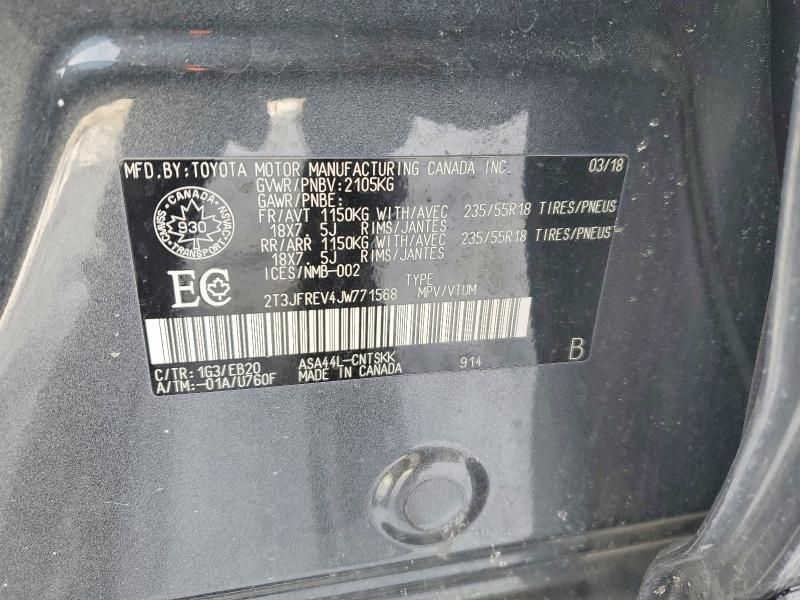 MFD.BY:TOYOTA MOTOR MANUFACTURING CANADA INC. 03/18
GVWR/PNBV:2105KG
GAWR/PNBE:
FR/AVT 1150KG WITH/AVEC 235/55R18 TIRES/PNEUS
18X7.5J RIMS/JANTES
RR/ARR 1150KG WITH/AVEC 235/55R18 TIRES/PNEUS
18X7.5J RIMS/JANTES
ICES/NMB-002 TYPE
2T3JFREV4JW771568 MPV/VTUM
CANADA
CMVSS 930 NSVAC
TRANSPORT
EC
B
C/TR: 1G3/EB20 ASA44L-CNTSKK 914
A/TM:-01A/U760F MADE IN CANADA